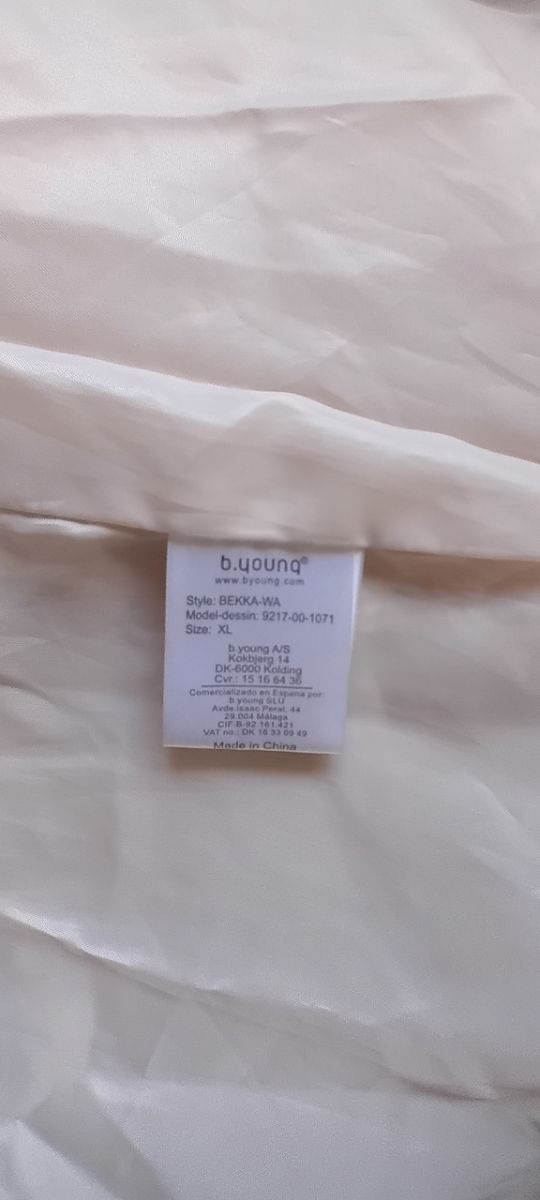 b.young®
www.byoung.com
Style: BEKKA-WA
Model-dessin: 9217-00-1071
Size: XL
b.young A/S
Kokbjerg 14
DK-6000 Kolding
Cvr.: 15 16 64 36
Comercializado en Espana por:
b.young SLU
Avde.Isaac Peral, 44
29.004 Málaga
CIF:B-92.161.421
VAT no.: DK 16 33 09 49
Made in China